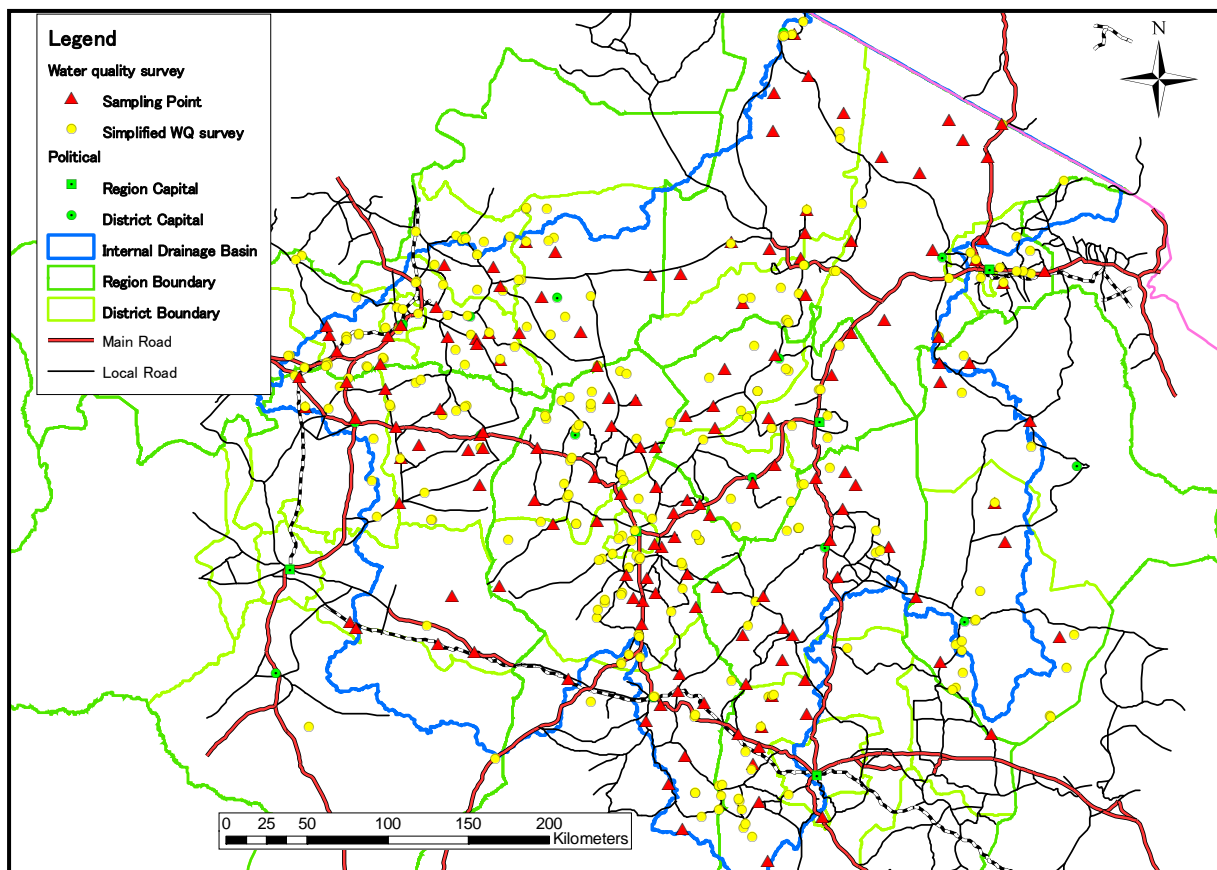 Legend
Water quality survey
Sampling Point
Simplified WQ survey
Political
Region Capital
District Capital
Internal Drainage Basin
Region Boundary
District Boundary
Main Road
Local Road
N
0 25 50 100 150 200
Kilometers